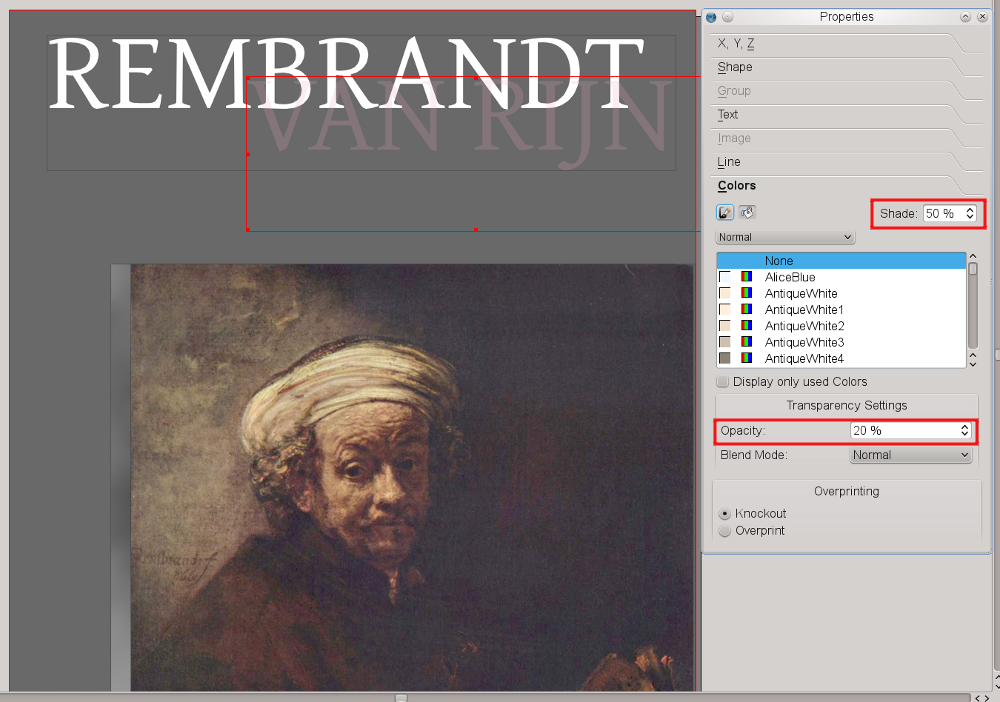 REMBRANDT
VAN RIJN
Rembrandt f
Properties
X, Y, Z
Shape
Group
Text
Image
Line
Colors
Shade: 50 %
Normal
None
AliceBlue
AntiqueWhite
AntiqueWhite1
AntiqueWhite2
AntiqueWhite3
AntiqueWhite4
Display only used Colors
Transparency Settings
Opacity: 20 %
Blend Mode: Normal
Overprinting
Knockout
Overprint